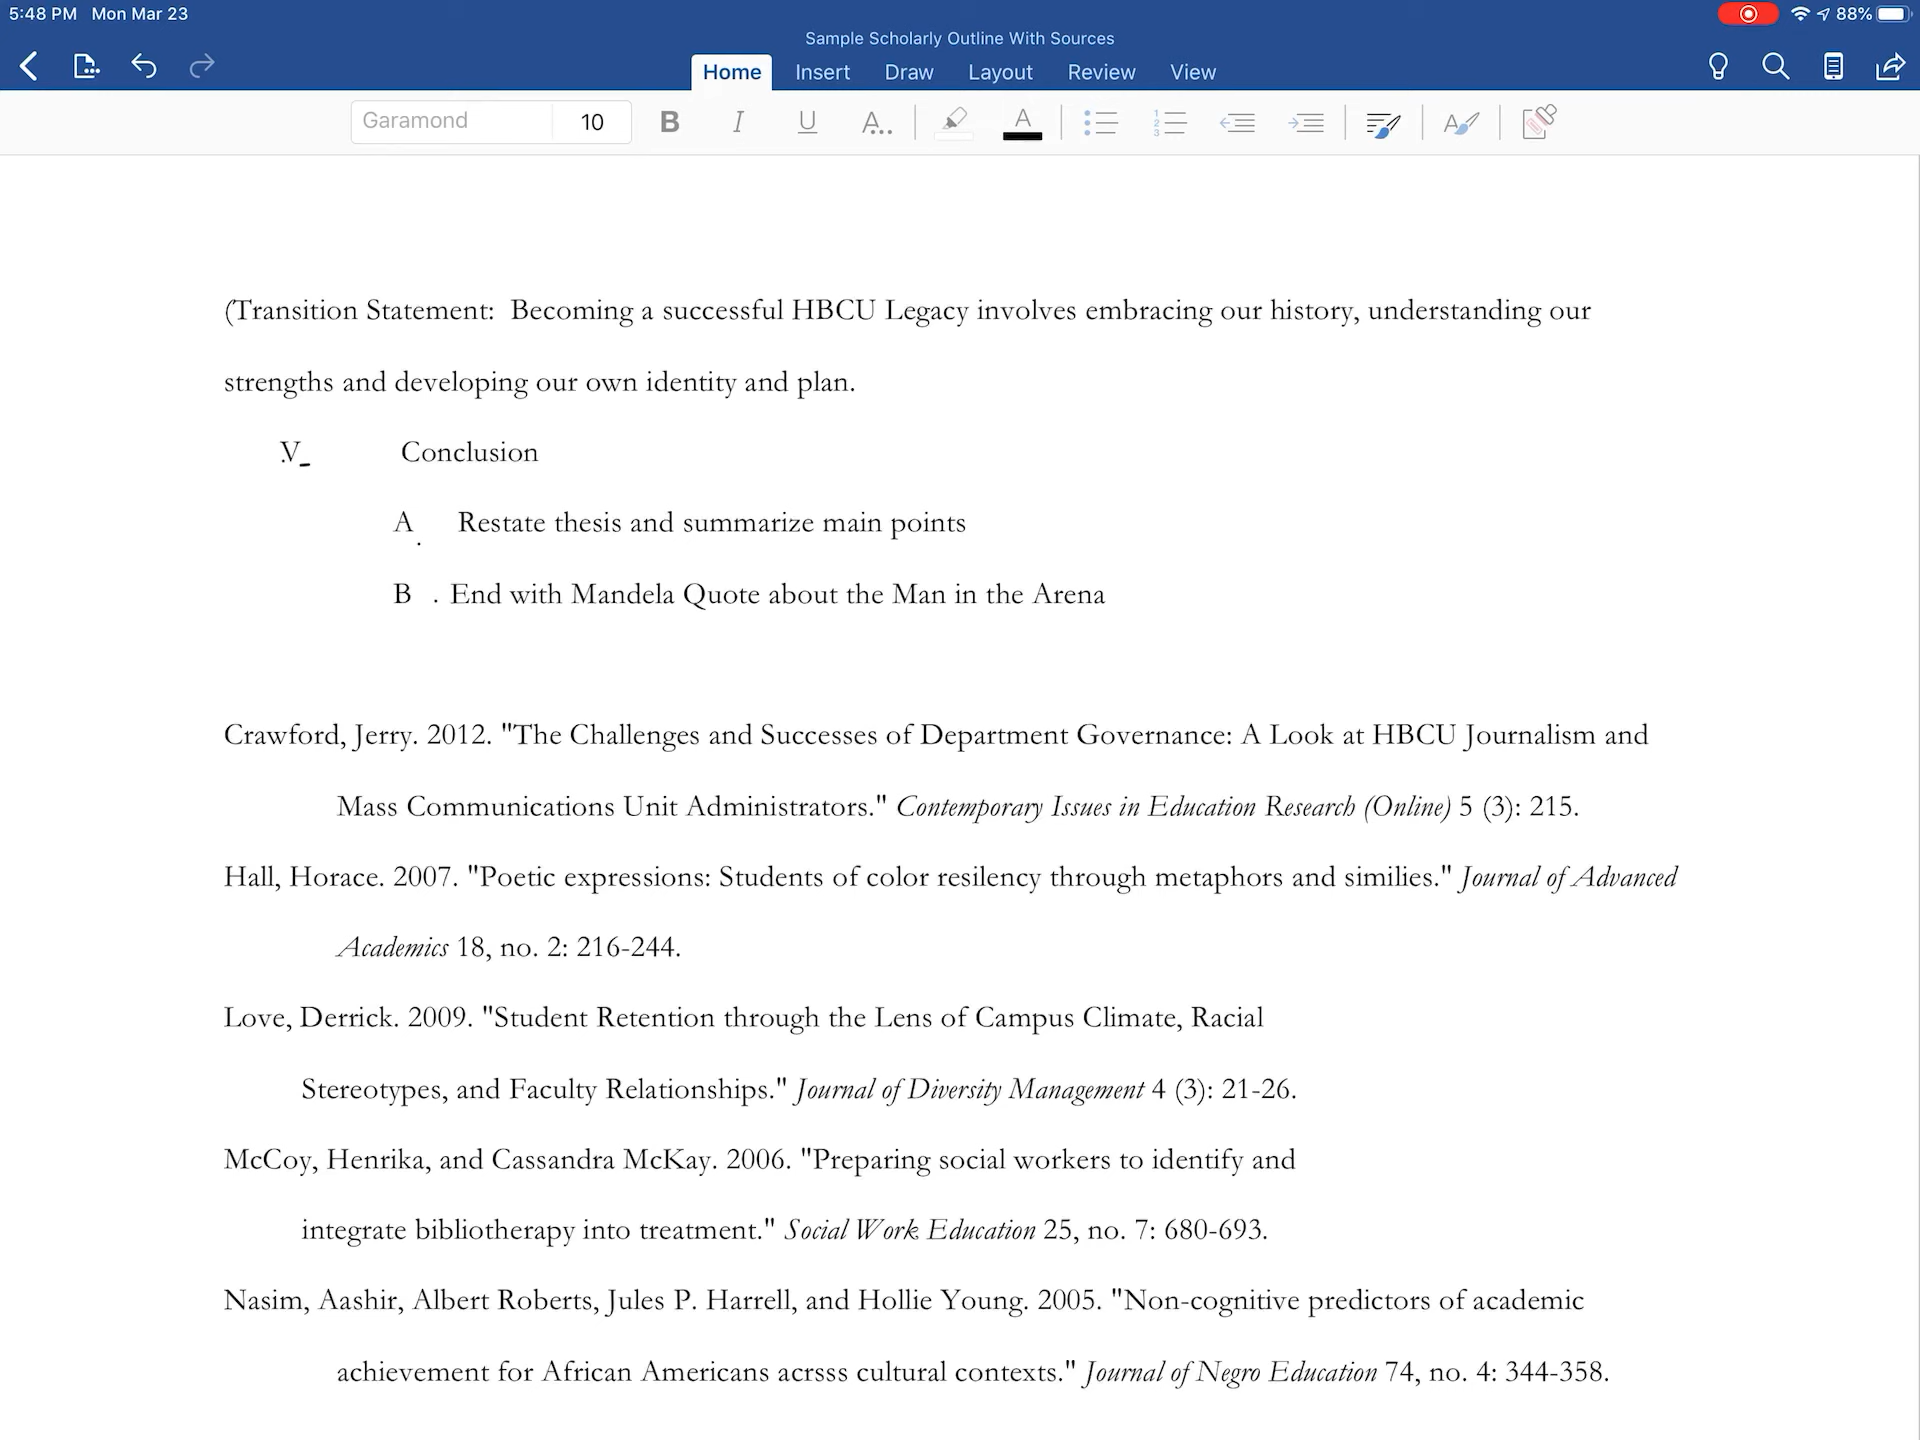 5:48 PM Mon Mar 23
88%
Sample Scholarly Outline With Sources
Home Insert Draw Layout Review View
Garamond 10 B I U A.. A
(Transition Statement:  Becoming a successful HBCU Legacy involves embracing our history, understanding our
strengths and developing our own identity and plan.
V. Conclusion
A. Restate thesis and summarize main points
B . End with Mandela Quote about the Man in the Arena
Crawford, Jerry. 2012. "The Challenges and Successes of Department Governance: A Look at HBCU Journalism and
Mass Communications Unit Administrators." Contemporary Issues in Education Research (Online) 5 (3): 215.
Hall, Horace. 2007. "Poetic expressions: Students of color resilency through metaphors and similies." Journal of Advanced
Academics 18, no. 2: 216-244.
Love, Derrick. 2009. "Student Retention through the Lens of Campus Climate, Racial
Stereotypes, and Faculty Relationships." Journal of Diversity Management 4 (3): 21-26.
McCoy, Henrika, and Cassandra McKay. 2006. "Preparing social workers to identify and
integrate bibliotherapy into treatment." Social Work Education 25, no. 7: 680-693.
Nasim, Aashir, Albert Roberts, Jules P. Harrell, and Hollie Young. 2005. "Non-cognitive predictors of academic
achievement for African Americans acrsss cultural contexts." Journal of Negro Education 74, no. 4: 344-358.